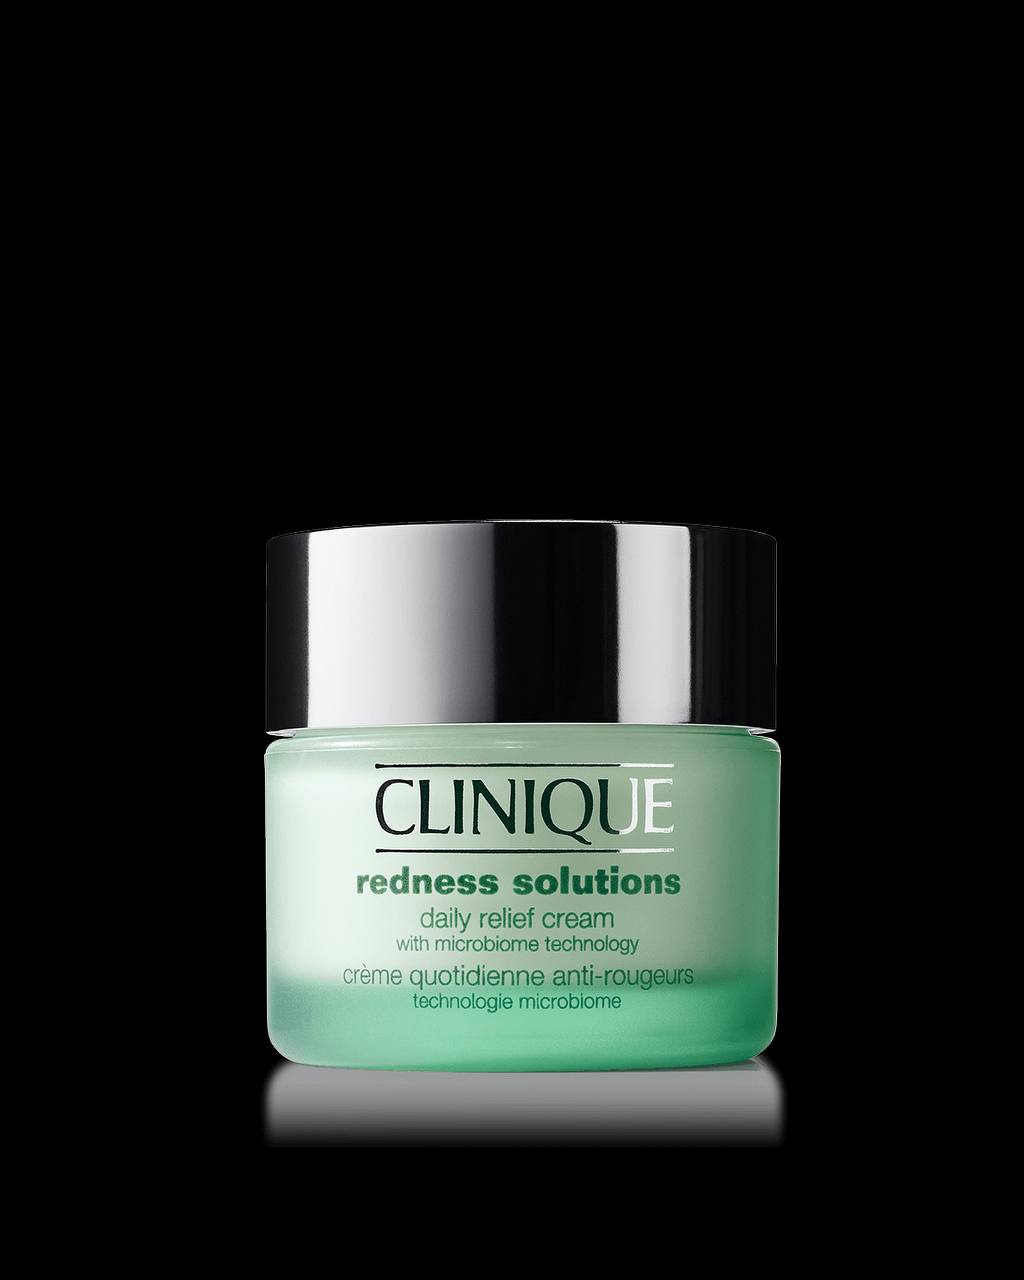 CLINIQUE
redness solutions
daily relief cream
with microbiome technology
crème quotidienne anti-rougeurs
technologie microbiome